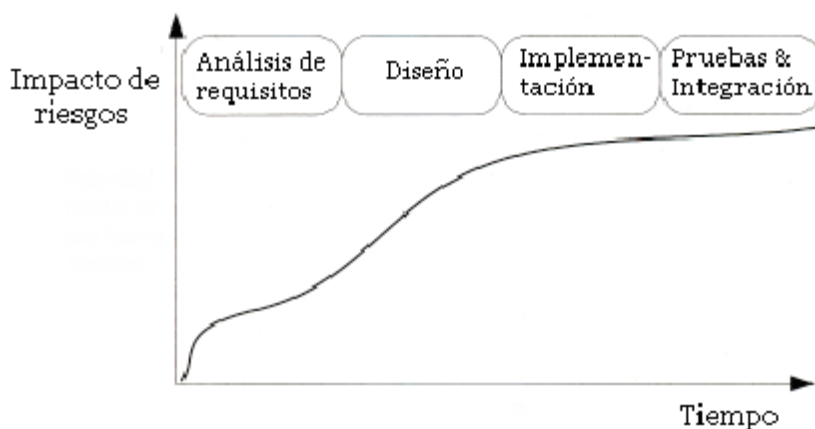 Impacto de
riesgos
Análisis de
requisitos
Diseño
Implemen-
tación
Pruebas &
Integración
Tiempo